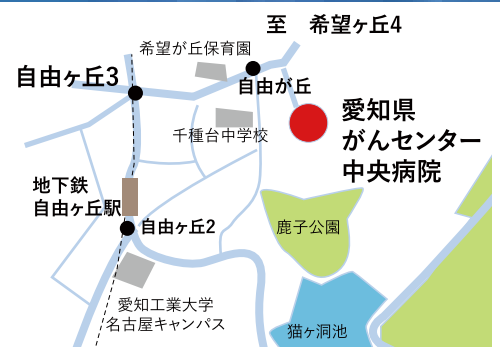 至 希望ヶ丘4
希望が丘保育園
自由ヶ丘3
自由が丘
愛知県
がんセンター
中央病院
千種台中学校
地下鉄
自由ヶ丘駅
自由ヶ丘2
鹿子公園
愛知工業大学
名古屋キャンパス
猫ヶ洞池